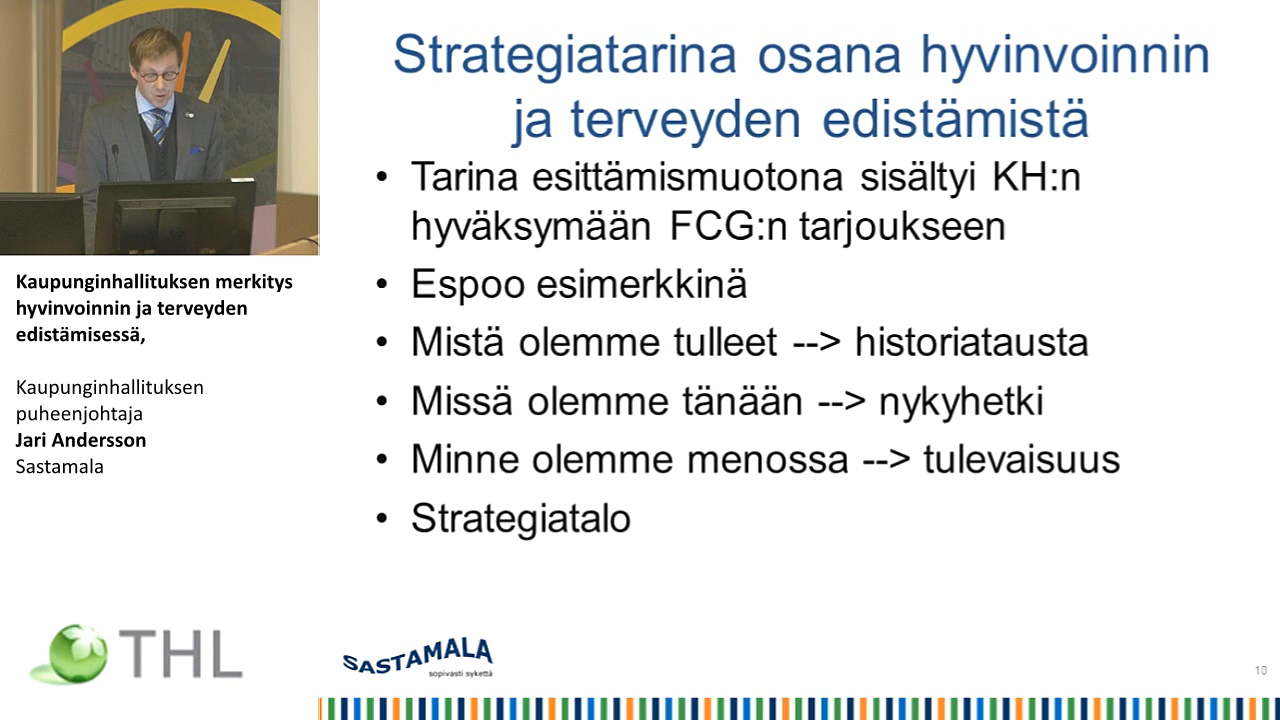 Kaupunginhallituksen merkitys
hyvinvoinnin ja terveyden
edistämisessä,
Kaupunginhallituksen
puheenjohtaja
Jari Andersson
Sastamala
THL
Strategiatarina osana hyvinvoinnin
ja terveyden edistämistä
• Tarina esittämismuotona sisältyi KH:n
hyväksymään FCG:n tarjoukseen
• Espoo esimerkkinä
• Mistä olemme tulleet --> historiatausta
• Missä olemme tänään --> nykyhetki
• Minne olemme menossa --> tulevaisuus
• Strategiatalo
SASTAMALA
sopivasti sykettä
10